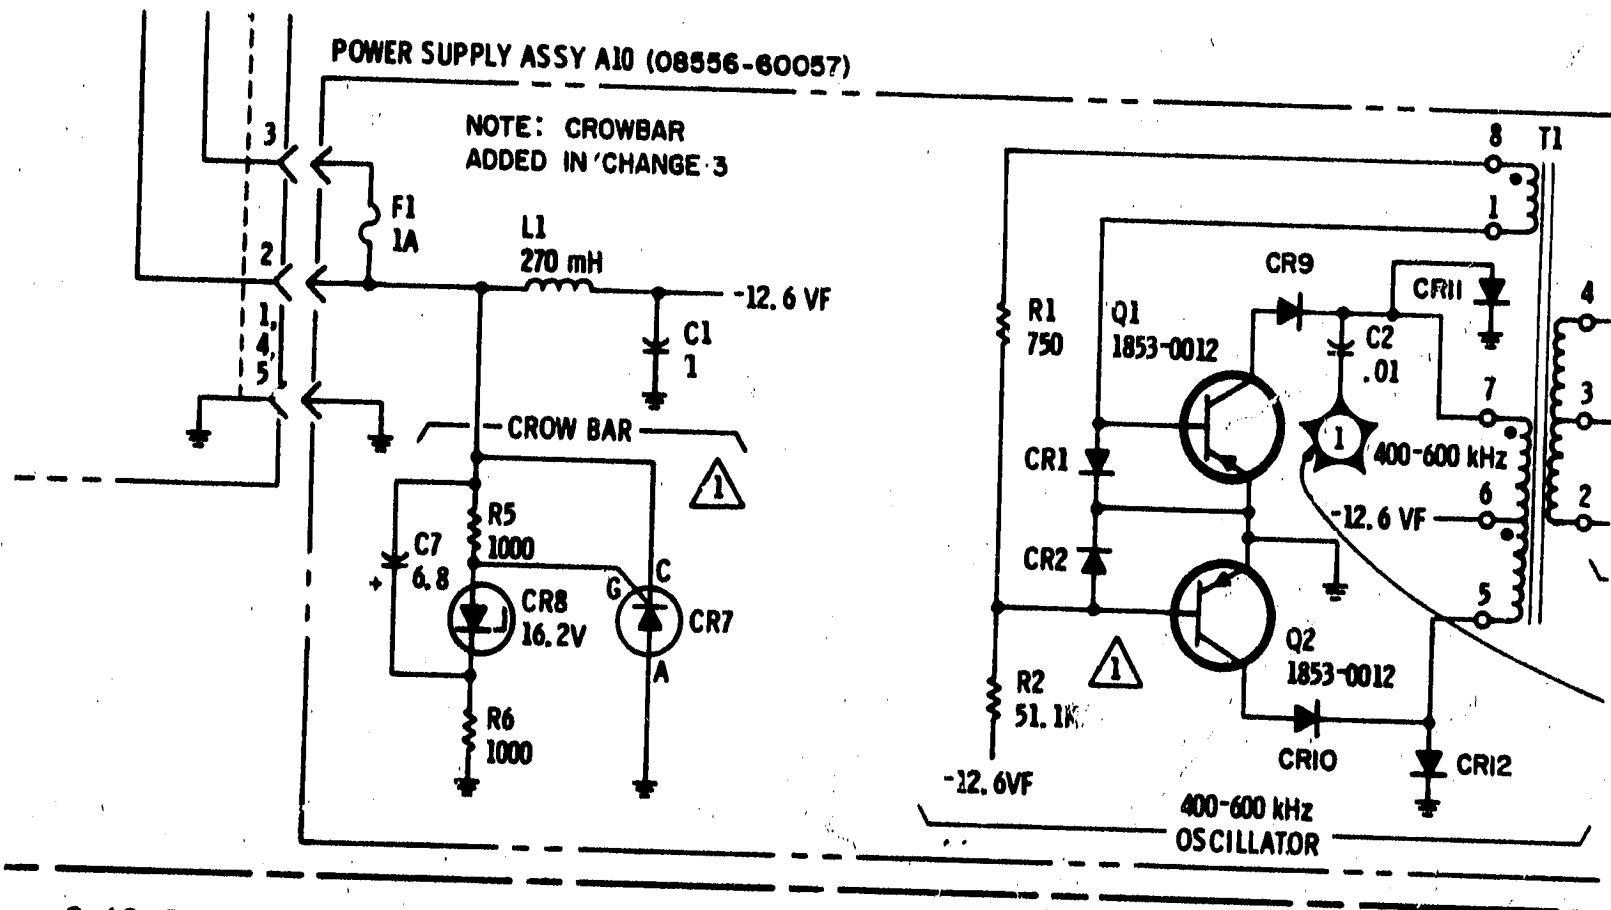 POWER SUPPLY ASSY A10 (08556-60057)
NOTE: CROWBAR
ADDED IN CHANGE 3
3
F1
1A
2
L1
270 mH
-12.6 VF
1,
4,
5
C1
1
CROW BAR
1
R5
1000
C7
6.8
+
G
C
CR8
16.2V
CR7
A
R6
1000
8
T1
1
CR9
CR11
4
R1
750
Q1
1853-0012
C2
.01
7
3
CR1
1
400-600 kHz
6
2
-12.6 VF
CR2
5
1
Q2
1853-0012
R2
51.1K
CR10
CR12
-12.6VF
400-600 kHz
OSCILLATOR